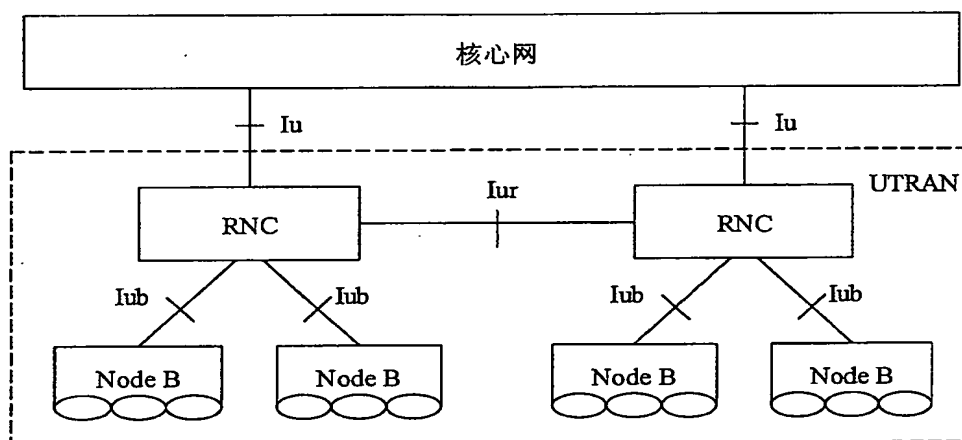 核心网
Iu
Iu
UTRAN
Iur
RNC
RNC
Iub
Iub
Iub
Iub
Node B
Node B
Node B
Node B